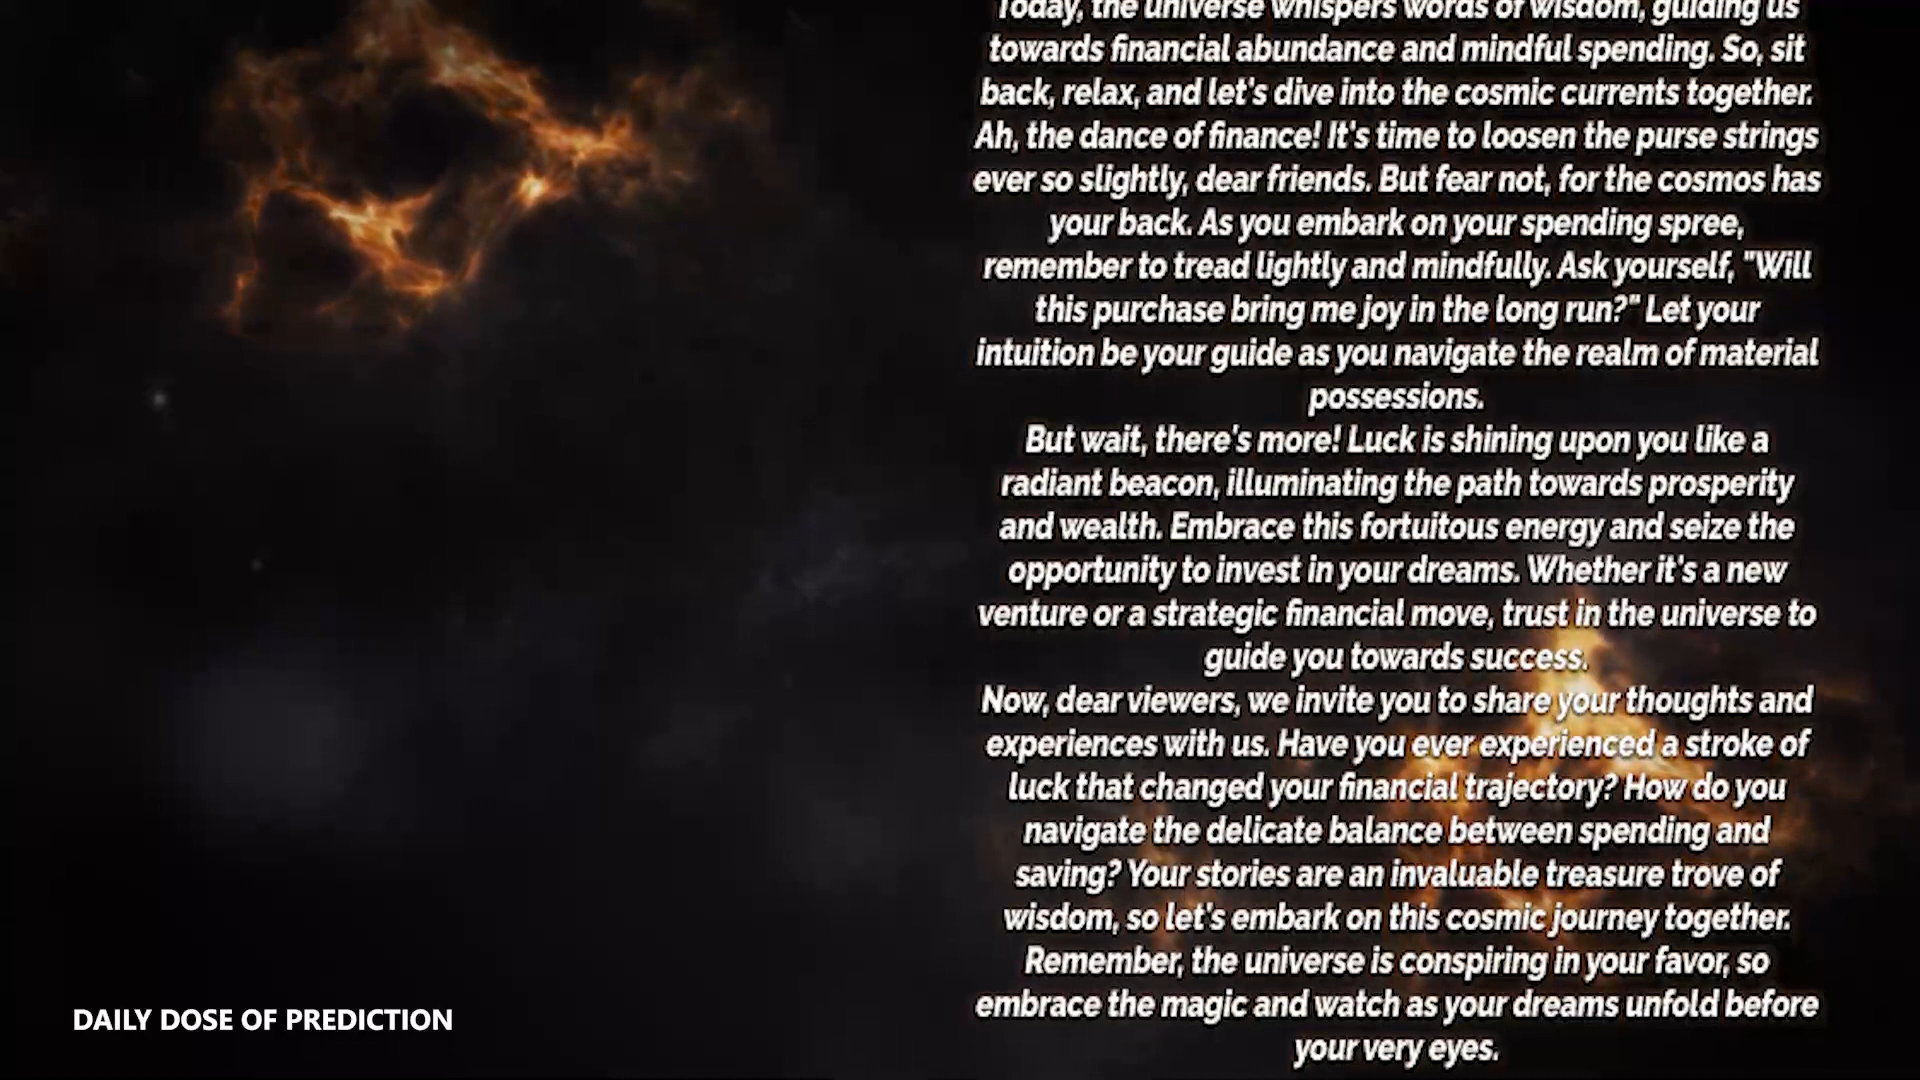 Today, the universe whispers words of wisdom, guiding us
towards financial abundance and mindful spending. So, sit
back, relax, and let's dive into the cosmic currents together.
Ah, the dance of finance! It's time to loosen the purse strings
ever so slightly, dear friends. But fear not, for the cosmos has
your back. As you embark on your spending spree,
remember to tread lightly and mindfully. Ask yourself, "Will
this purchase bring me joy in the long run?" Let your
intuition be your guide as you navigate the realm of material
possessions.
But wait, there's more! Luck is shining upon you like a
radiant beacon, illuminating the path towards prosperity
and wealth. Embrace this fortuitous energy and seize the
opportunity to invest in your dreams. Whether it's a new
venture or a strategic financial move, trust in the universe to
guide you towards success.
Now, dear viewers, we invite you to share your thoughts and
experiences with us. Have you ever experienced a stroke of
luck that changed your financial trajectory? How do you
navigate the delicate balance between spending and
saving? Your stories are an invaluable treasure trove of
wisdom, so let's embark on this cosmic journey together.
Remember, the universe is conspiring in your favor, so
embrace the magic and watch as your dreams unfold before
your very eyes.
DAILY DOSE OF PREDICTION